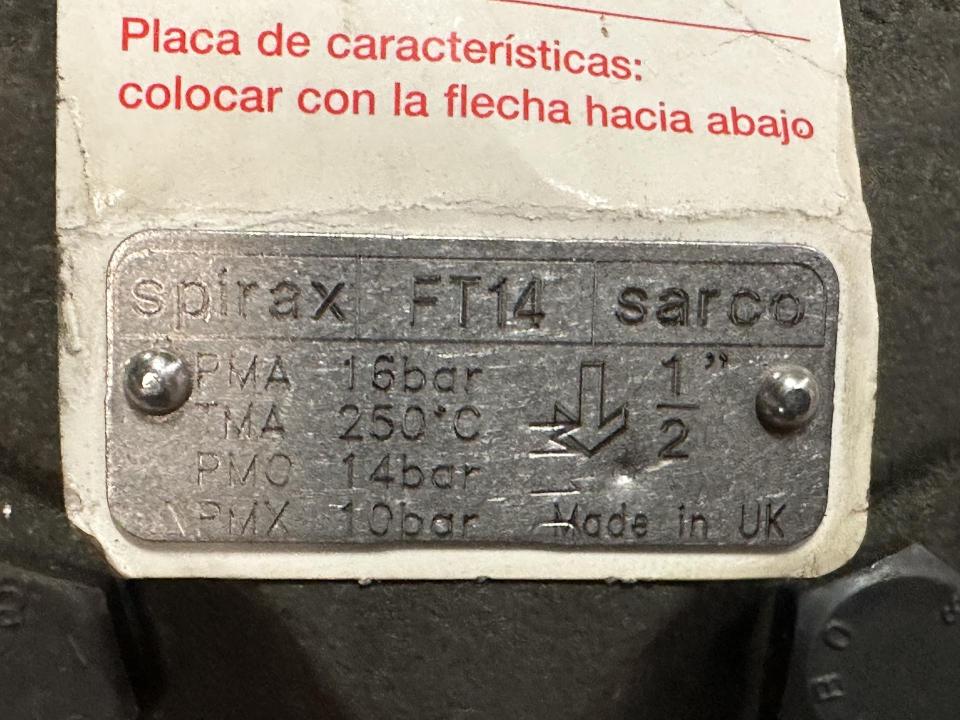 Placa de características:
colocar con la flecha hacia abajo
spirax FT14 sarco
PMA 16bar
TMA 250°C
PMO 14bar
ΔPMX 10bar
1/2"
Made in UK